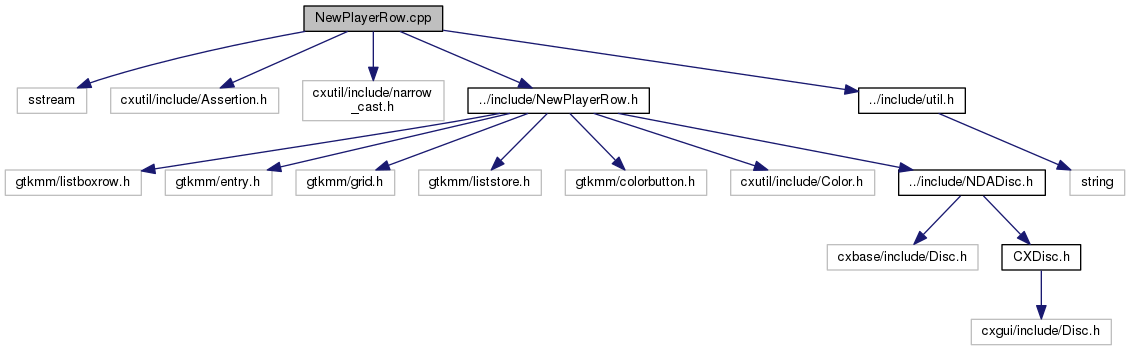 NewPlayerRow.cpp
sstream
cxutil/include/Assertion.h
cxutil/include/narrow
_cast.h
../include/NewPlayerRow.h
../include/util.h
gtkmm/listboxrow.h
gtkmm/entry.h
gtkmm/grid.h
gtkmm/liststore.h
gtkmm/colorbutton.h
cxutil/include/Color.h
../include/NDADisc.h
string
cxbase/include/Disc.h
CXDisc.h
cxgui/include/Disc.h